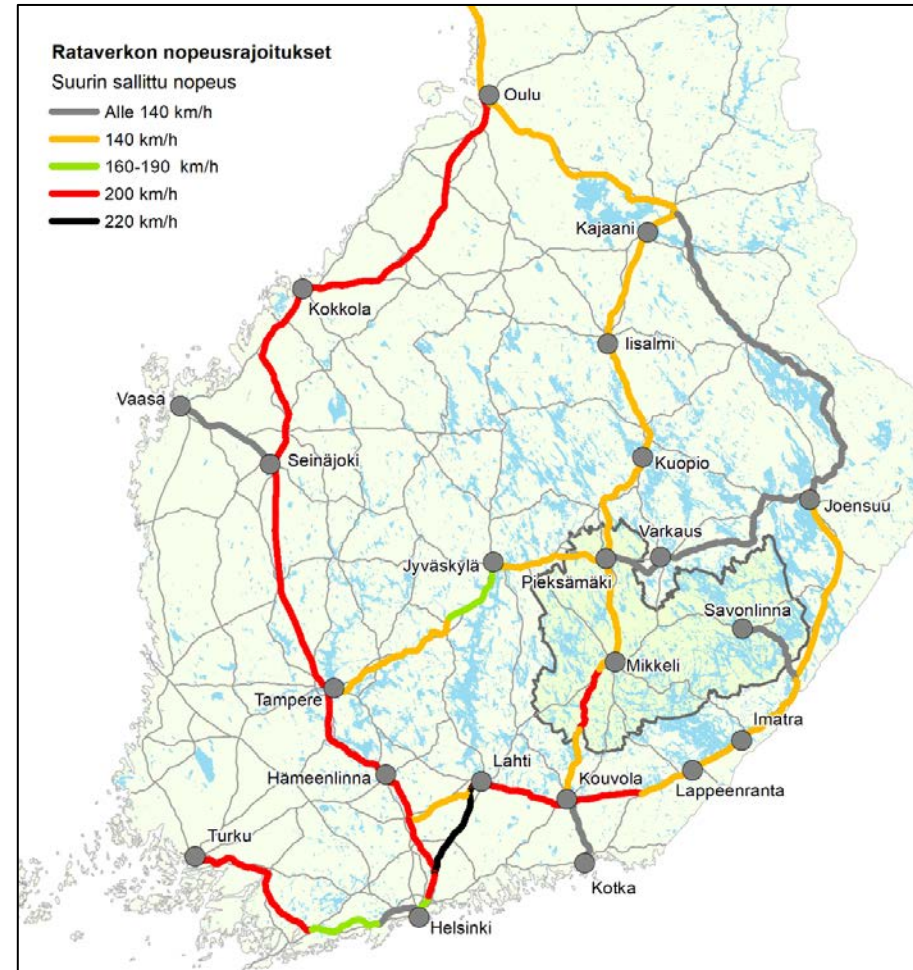 Rataverkon nopeusrajoitukset
Suurin sallittu nopeus
Alle 140 km/h
140 km/h
160-190 km/h
200 km/h
220 km/h
Oulu
Kajaani
Kokkola
Iisalmi
Vaasa
Seinäjoki
Kuopio
Joensuu
Varkaus
Jyväskylä
Pieksämäki
Savonlinna
Mikkeli
Tampere
Imatra
Lahti
Hämeenlinna
Kouvola
Lappeenranta
Turku
Kotka
Helsinki